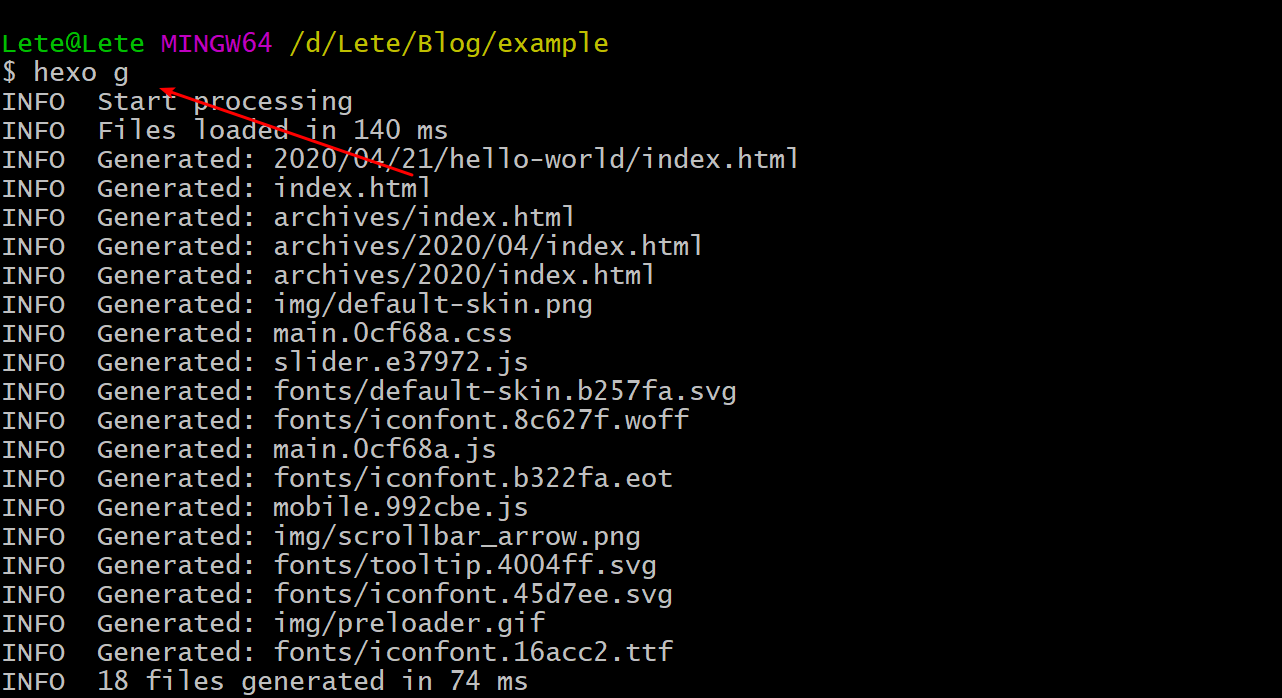 Lete@Lete MINGW64 /d/Lete/Blog/example
$ hexo g
INFO  Start processing
INFO  Files loaded in 140 ms
INFO  Generated: 2020/04/21/hello-world/index.html
INFO  Generated: index.html
INFO  Generated: archives/index.html
INFO  Generated: archives/2020/04/index.html
INFO  Generated: archives/2020/index.html
INFO  Generated: img/default-skin.png
INFO  Generated: main.0cf68a.css
INFO  Generated: slider.e37972.js
INFO  Generated: fonts/default-skin.b257fa.svg
INFO  Generated: fonts/iconfont.8c627f.woff
INFO  Generated: main.0cf68a.js
INFO  Generated: fonts/iconfont.b322fa.eot
INFO  Generated: mobile.992cbe.js
INFO  Generated: img/scrollbar_arrow.png
INFO  Generated: fonts/tooltip.4004ff.svg
INFO  Generated: fonts/iconfont.45d7ee.svg
INFO  Generated: img/preloader.gif
INFO  Generated: fonts/iconfont.16acc2.ttf
INFO  18 files generated in 74 ms